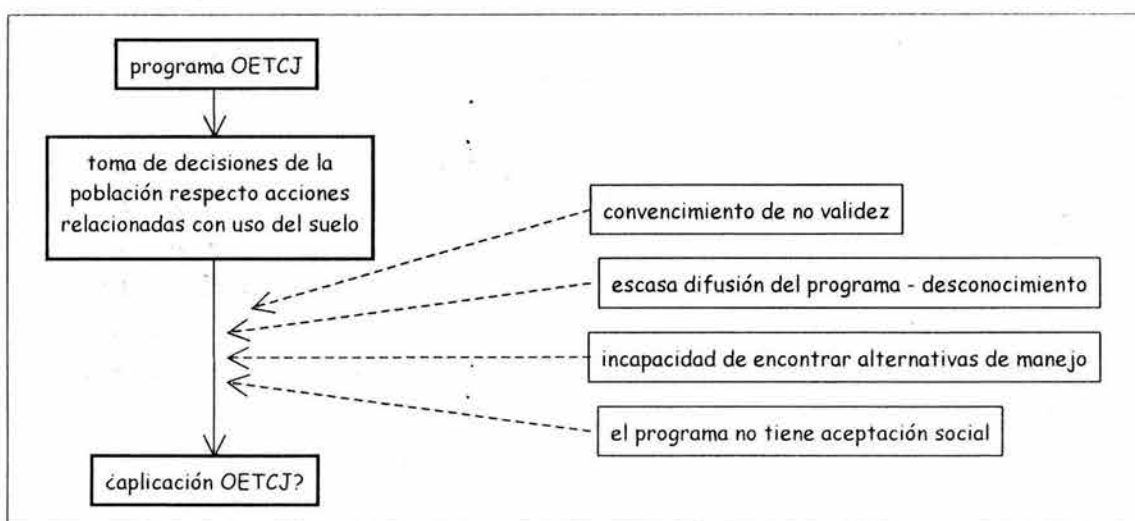 programa OETCJ
toma de decisiones de la
población respecto acciones
relacionadas con uso del suelo
convencimiento de no validez
escasa difusión del programa - desconocimiento
incapacidad de encontrar alternativas de manejo
el programa no tiene aceptación social
¿aplicación OETCJ?